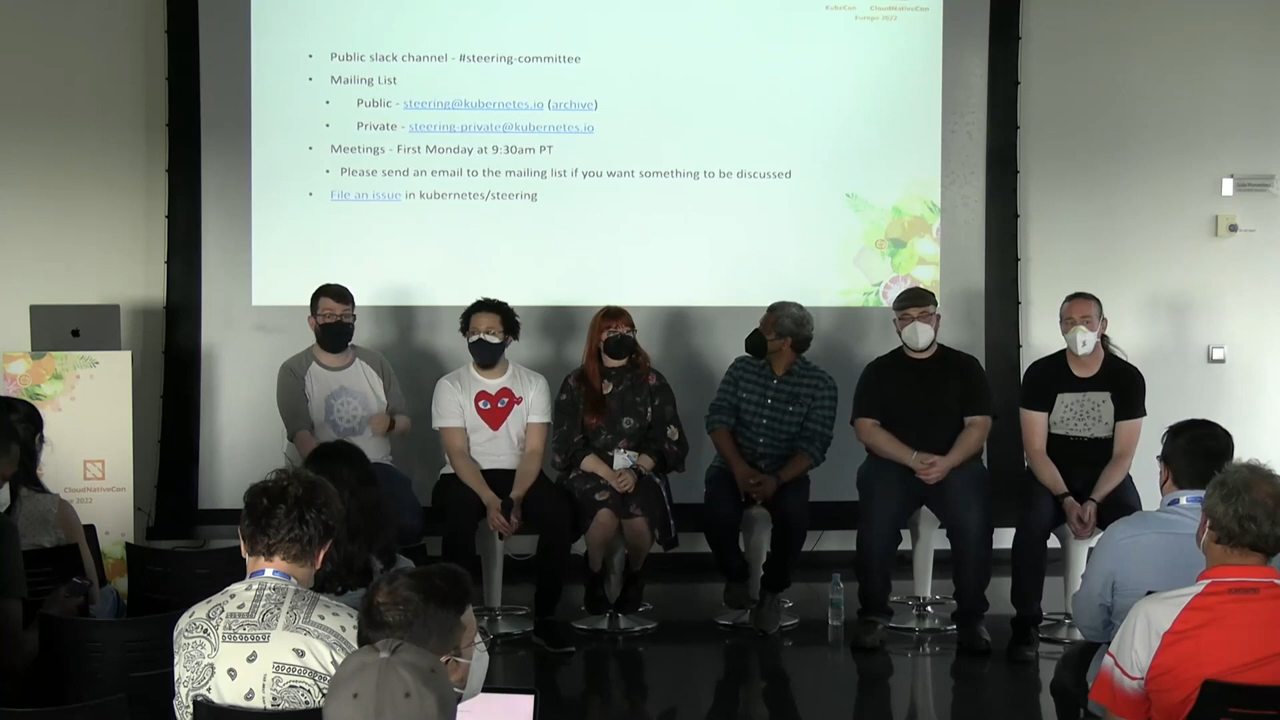 KubeCon CloudNativeCon
Europe 2022
• Public slack channel - #steering-committee
• Mailing List
• Public - steering@kubernetes.io (archive)
• Private - steering-private@kubernetes.io
• Meetings - First Monday at 9:30am PT
• Please send an email to the mailing list if you want something to be discussed
• File an issue in kubernetes/steering
CloudNativeCon
e 2022